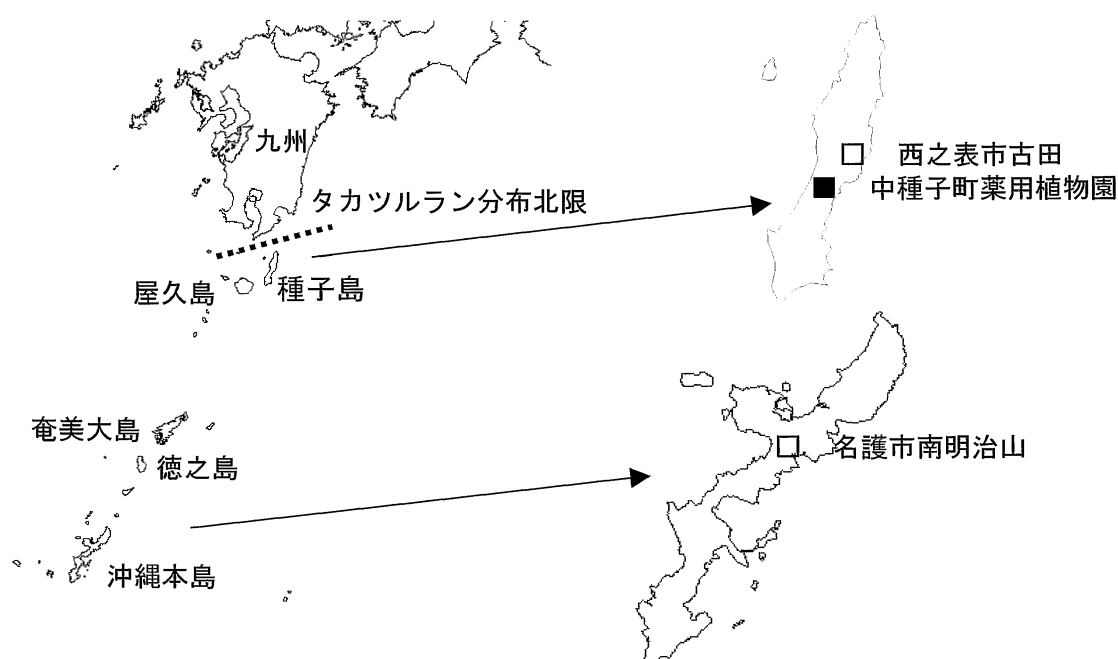 九州
タカツルラン分布北限
屋久島
種子島
西之表市古田
中種子町薬用植物園
奄美大島
徳之島
沖縄本島
名護市南明治山